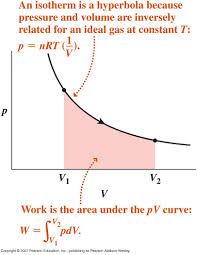 An isotherm is a hyperbola because
pressure and volume are inversely
related for an ideal gas at constant T:
p = nRT (1/V).
p
V₁
V₂
V
Work is the area under the pV curve:
W = ∫_{V₁}^{V₂} pdV.
Copyright © 2007 Pearson Education, Inc., publishing as Pearson Addison-Wesley.